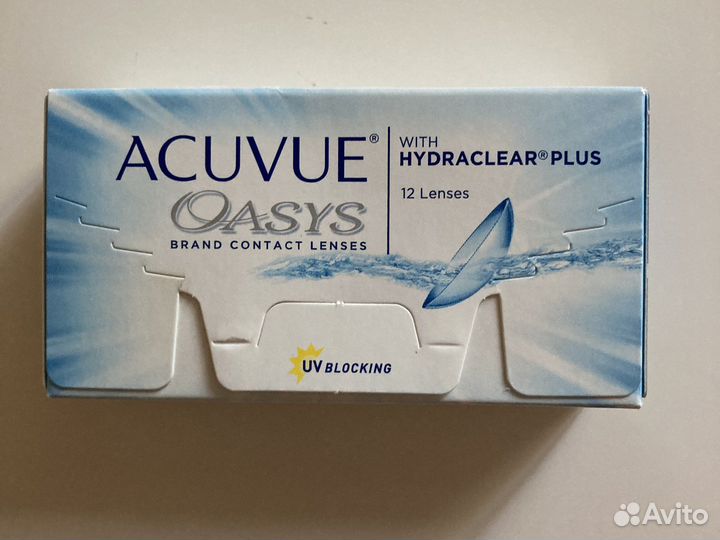 ACUVUE®
OASYS
BRAND CONTACT LENSES
WITH
HYDRACLEAR® PLUS
12 Lenses
UV BLOCKING
Avito